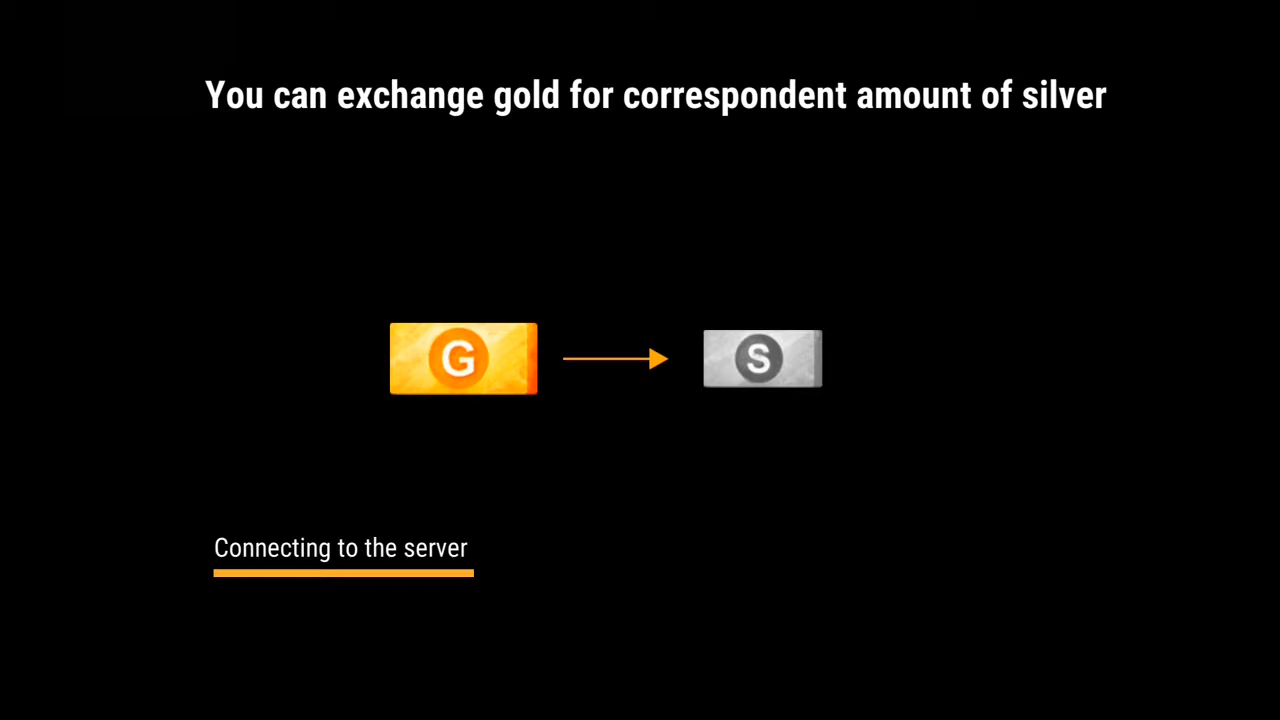 You can exchange gold for correspondent amount of silver
G
S
Connecting to the server